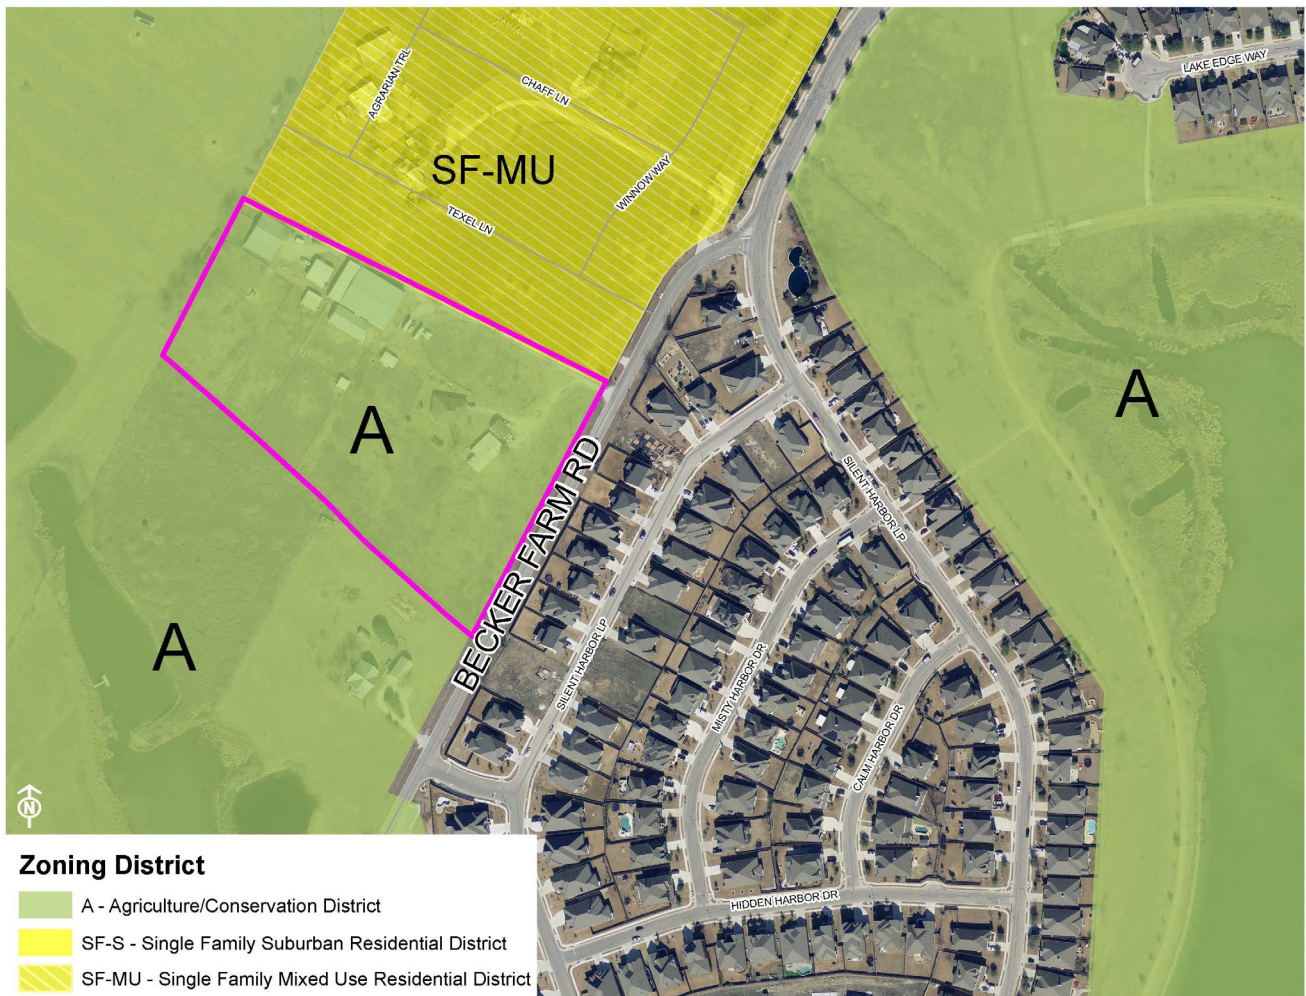 LAKE EDGE WAY
AGRARIAN TRL
CHAFF LN
SF-MU
WINNOW WAY
TEXEL LN
A
A
BECKER FARM RD
SILENT HARBOR LP
A
SILENT HARBOR LP
MISTY HARBOR DR
CALM HARBOR DR
N
HIDDEN HARBOR DR
Zoning District
A - Agriculture/Conservation District
SF-S - Single Family Suburban Residential District
SF-MU - Single Family Mixed Use Residential District